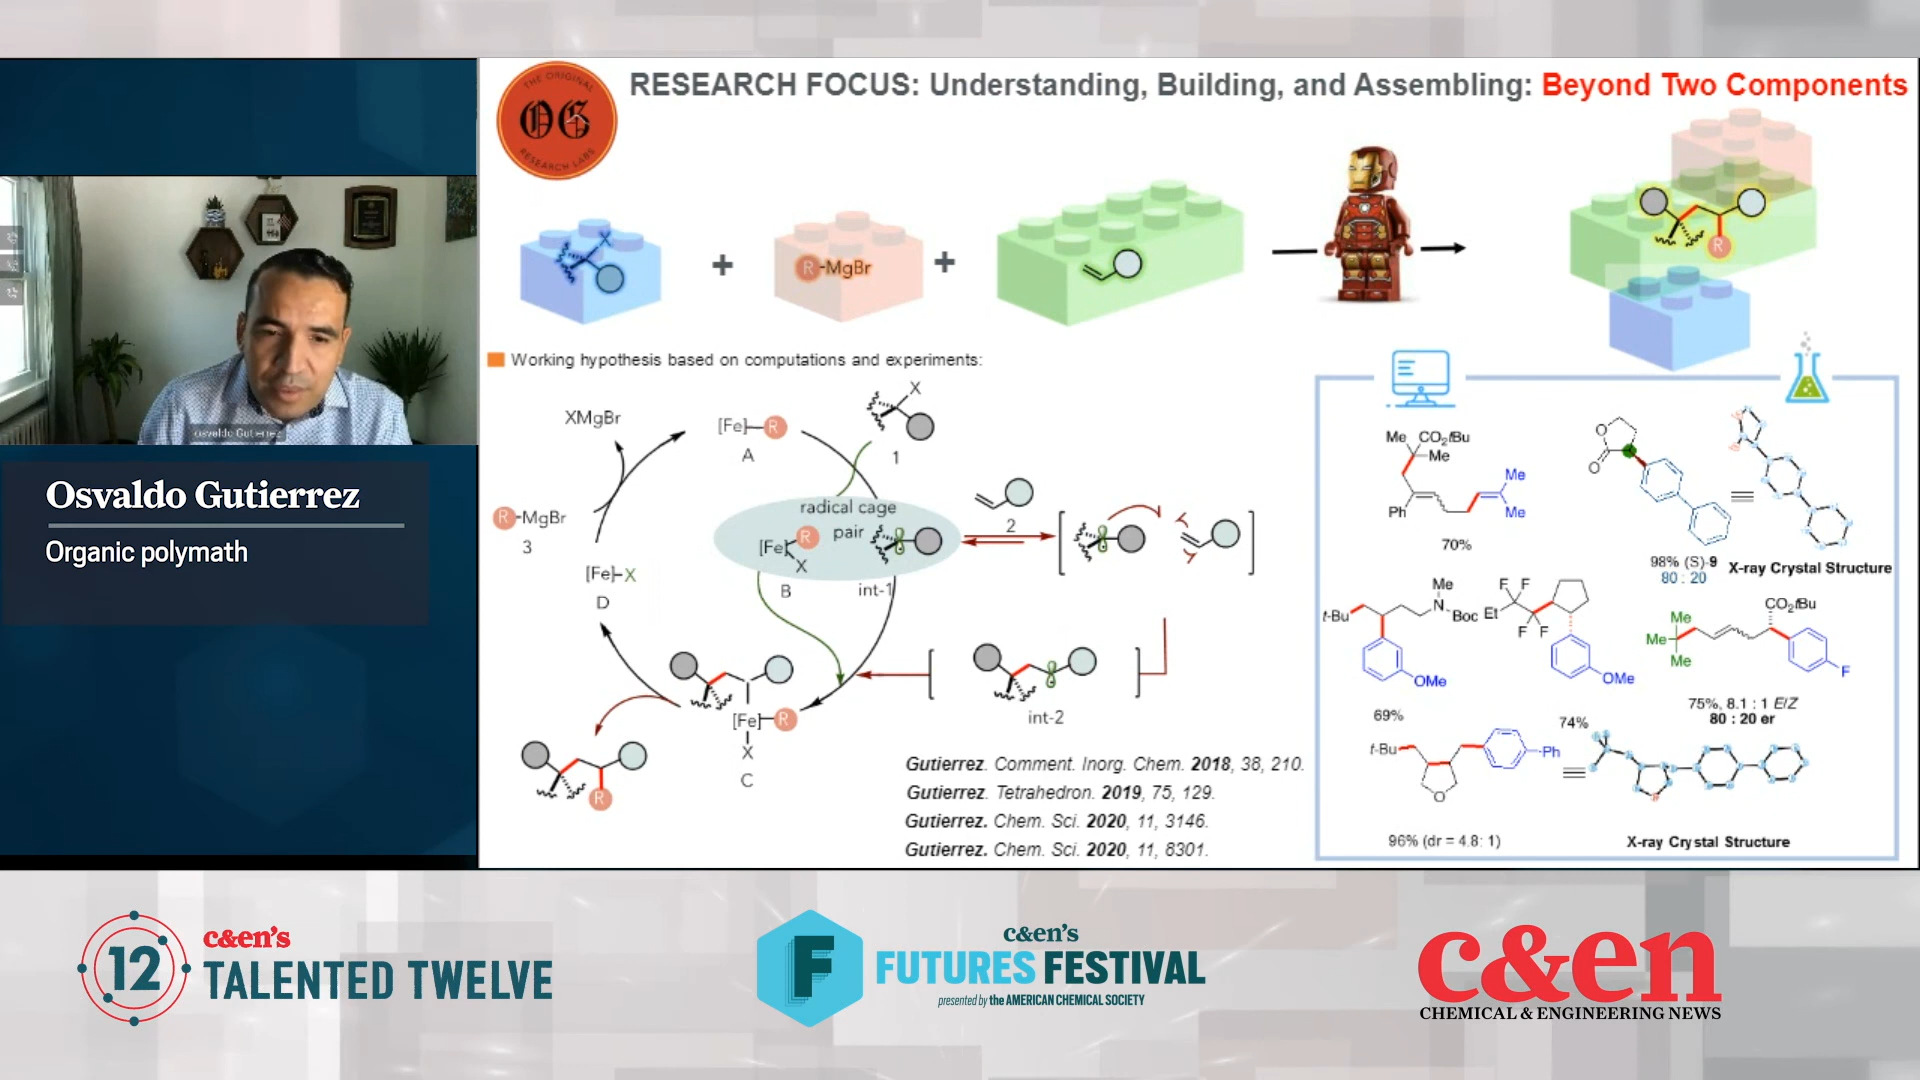 THE ORIGINAL
OG
RESEARCH LABS
RESEARCH FOCUS: Understanding, Building, and Assembling: Beyond Two Components
X
+
R-MgBr
+
R
osvaldo Gutierrez
Osvaldo Gutierrez
Organic polymath
Working hypothesis based on computations and experiments:
XMgBr
[Fe]-R
A
X
1
R-MgBr
3
radical cage
pair
[Fe]
R
X
B
int-1
2
[Fe]-X
D
[Fe]-R
X
C
int-2
R
Gutierrez. Comment. Inorg. Chem. 2018, 38, 210.
Gutierrez. Tetrahedron. 2019, 75, 129.
Gutierrez. Chem. Sci. 2020, 11, 3146.
Gutierrez. Chem. Sci. 2020, 11, 8301.
Me CO2tBu
Me
Ph
Me
Me
70%
O
O
98% (S)-9
80 : 20
X-ray Crystal Structure
t-Bu
Me
N
Boc
OMe
69%
F F
Et
F F
OMe
74%
Me
Me
Me
CO2tBu
F
75%, 8.1 : 1 E/Z
80 : 20 er
t-Bu
Ph
O
96% (dr = 4.8: 1)
X-ray Crystal Structure
12
c&en's
TALENTED TWELVE
F
c&en's
FUTURES FESTIVAL
presented by the AMERICAN CHEMICAL SOCIETY
c&en
CHEMICAL & ENGINEERING NEWS